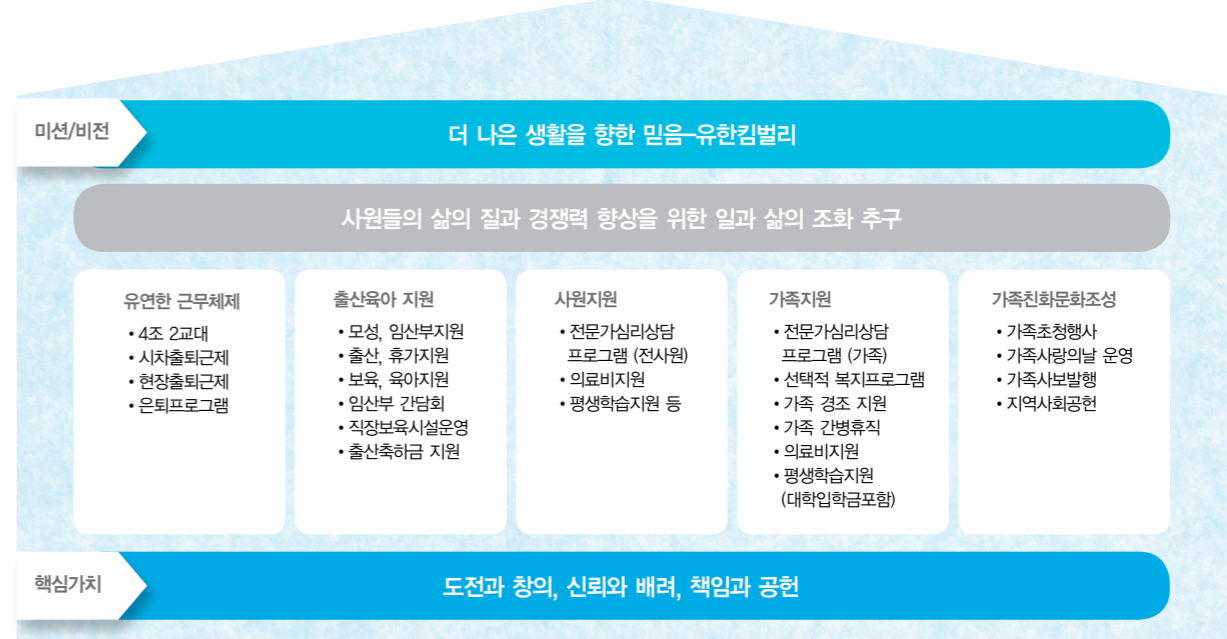 미션/비전
더 나은 생활을 향한 믿음-유한킴벌리
사원들의 삶의 질과 경쟁력 향상을 위한 일과 삶의 조화 추구
유연한 근무체제
• 4조 2교대
• 시차출퇴근제
• 현장출퇴근제
• 은퇴프로그램
출산육아 지원
• 모성, 임산부지원
• 출산, 휴가지원
• 보육, 육아지원
• 임산부 간담회
• 직장보육시설운영
• 출산축하금 지원
사원지원
• 전문가심리상담
프로그램 (전사원)
• 의료비지원
• 평생학습지원 등
가족지원
• 전문가심리상담
프로그램 (가족)
• 선택적 복지프로그램
• 가족 경조 지원
• 가족 간병휴직
• 의료비지원
• 평생학습지원
(대학입학금포함)
가족친화문화조성
• 가족초청행사
• 가족사랑의날 운영
• 가족사보발행
• 지역사회공헌
핵심가치
도전과 창의, 신뢰와 배려, 책임과 공헌